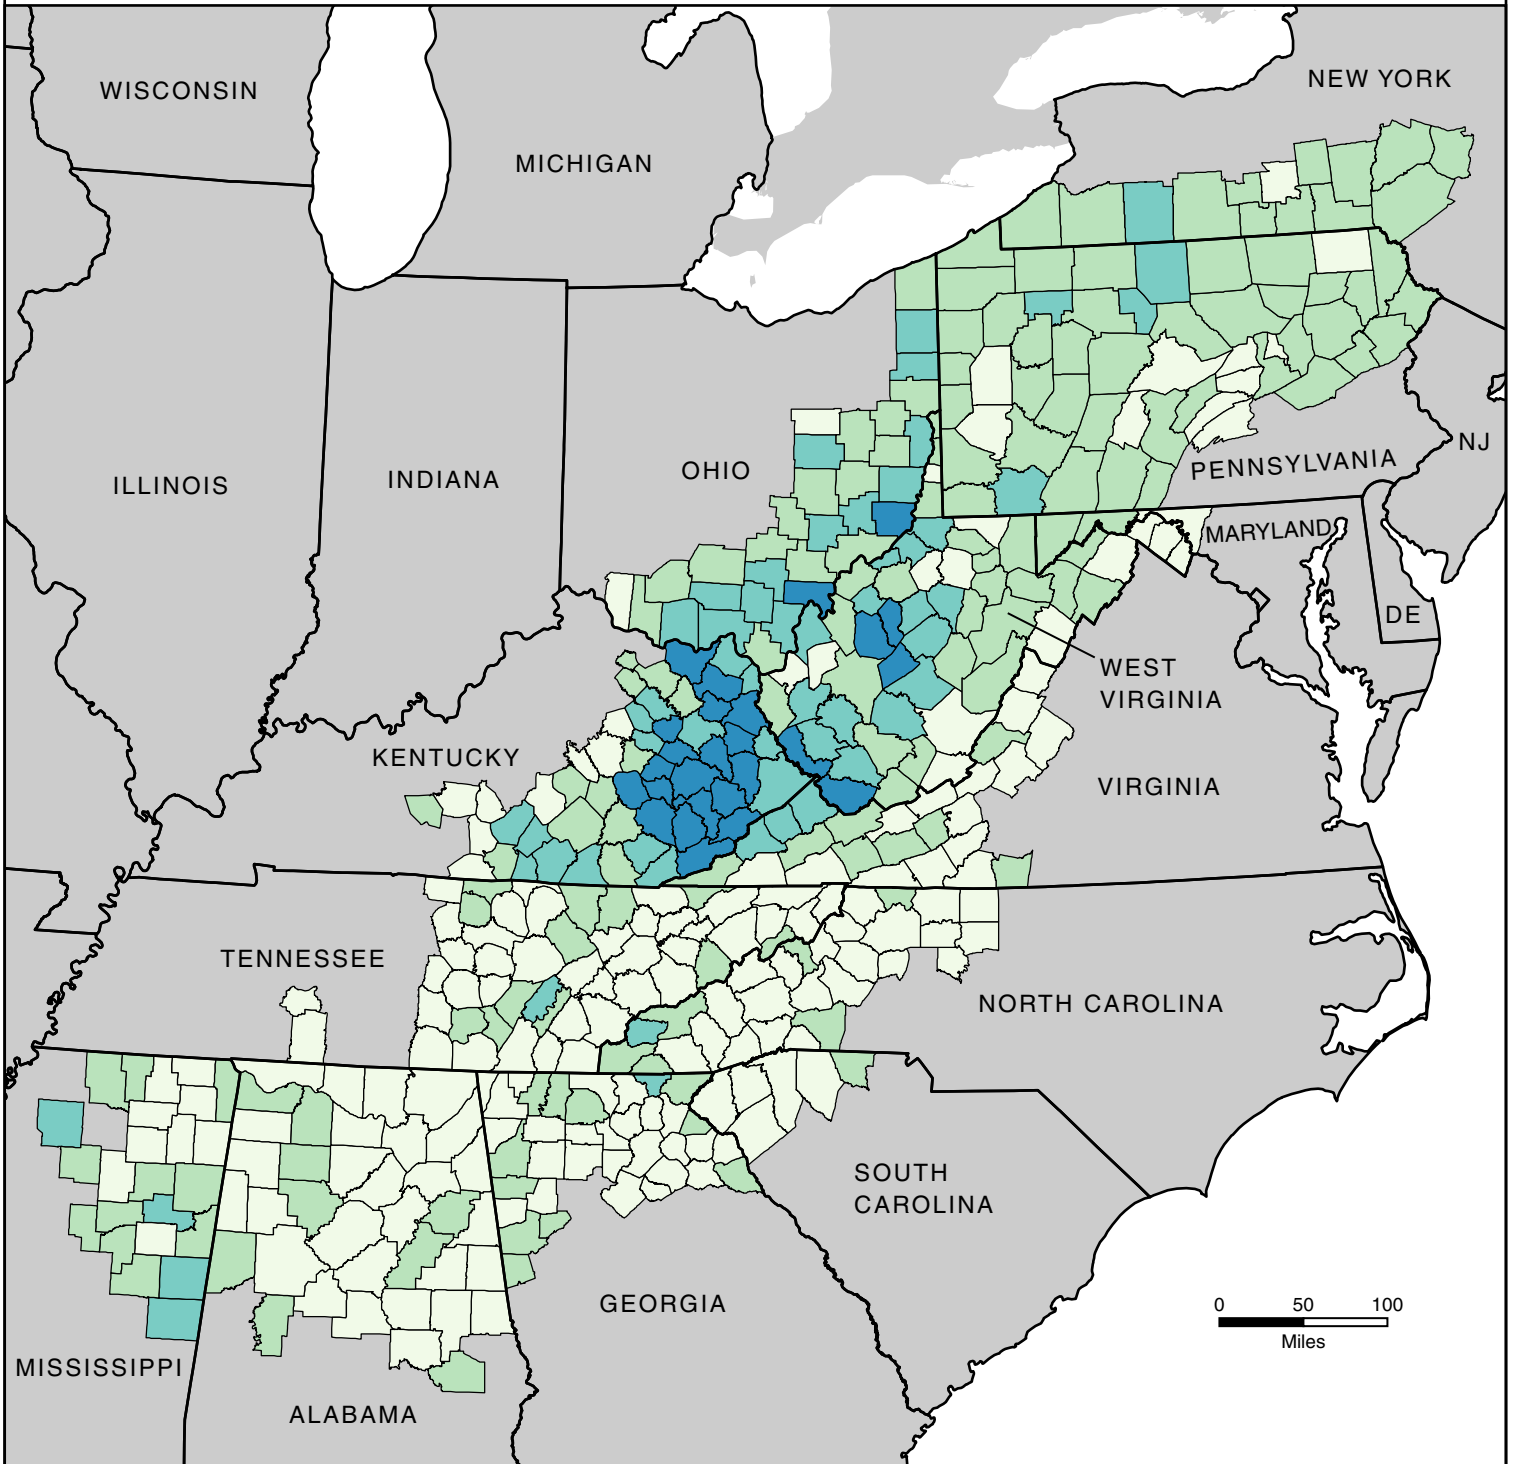 WISCONSIN
NEW YORK
MICHIGAN
NJ
PENNSYLVANIA
OHIO
INDIANA
ILLINOIS
MARYLAND
DE
WEST
VIRGINIA
KENTUCKY
VIRGINIA
TENNESSEE
NORTH CAROLINA
SOUTH
CAROLINA
GEORGIA
0 50 100
Miles
MISSISSIPPI
ALABAMA